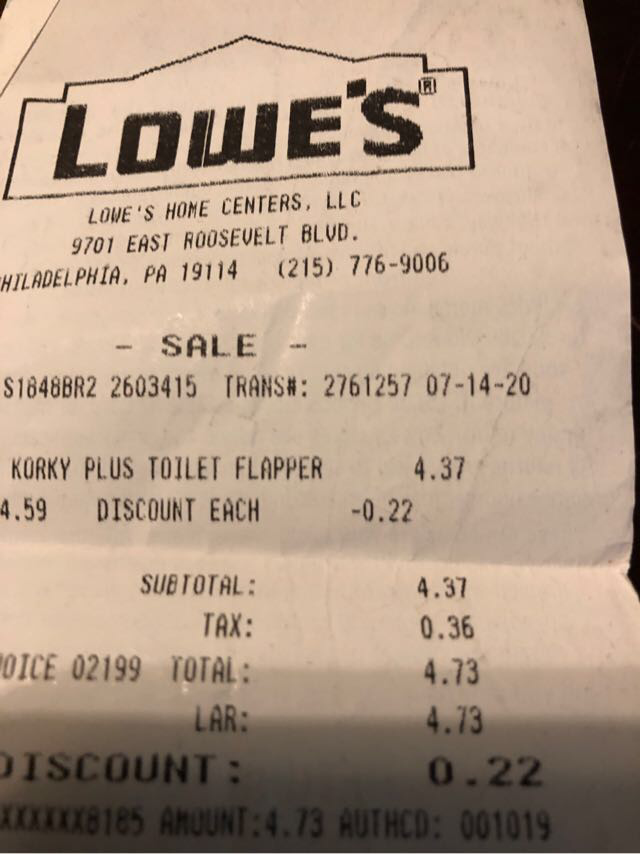 LOWE'S®
LOWE'S HOME CENTERS, LLC
9701 EAST ROOSEVELT BLVD.
HILADELPHIA, PA 19114 (215) 776-9006
- SALE -
S1848BR2 2603415 TRANS#: 2761257 07-14-20
KORKY PLUS TOILET FLAPPER 4.37
4.59 DISCOUNT EACH -0.22
SUBTOTAL: 4.37
TAX: 0.36
OICE 02199 TOTAL: 4.73
LAR: 4.73
DISCOUNT: 0.22
XXXXXX8185 AMOUNT:4.73 AUTHCD: 001019